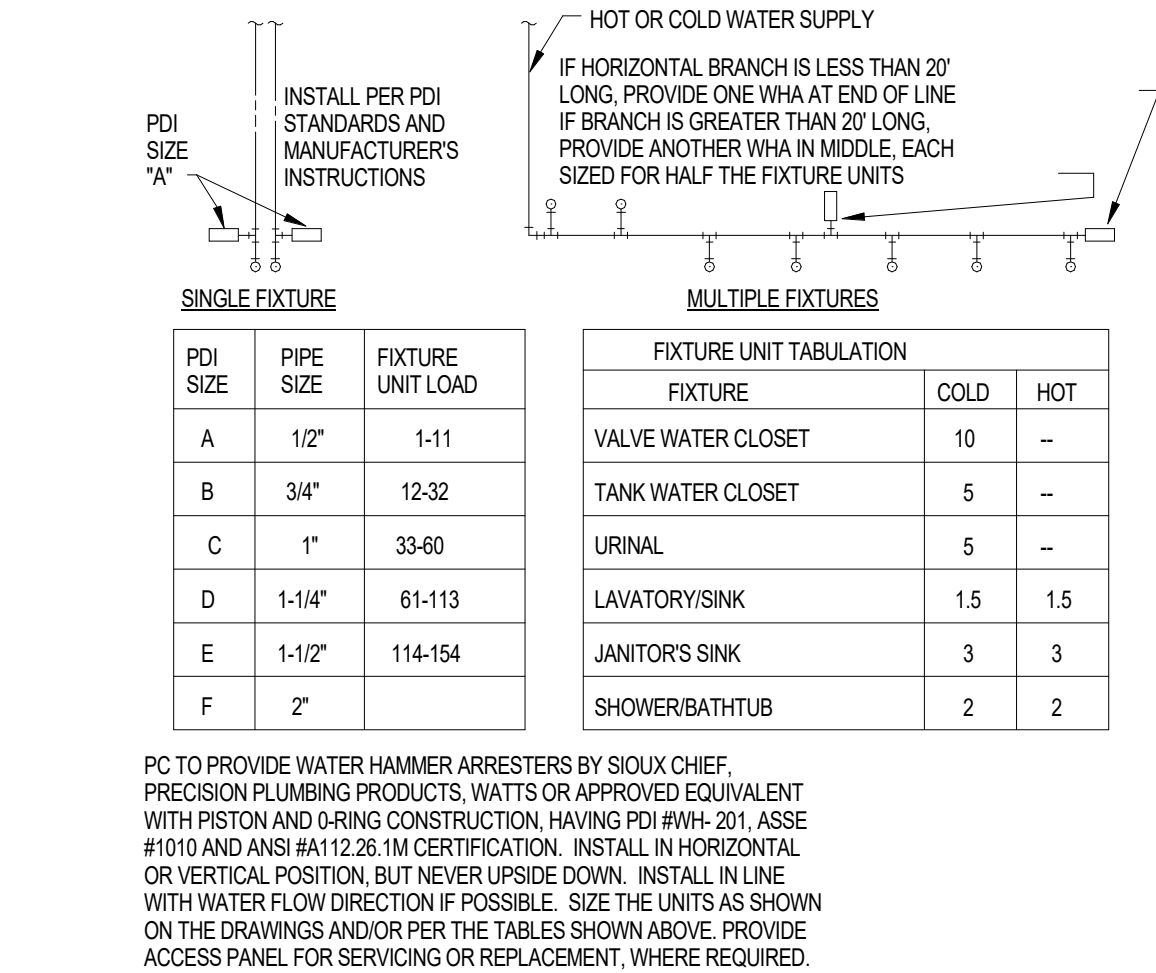 HOT OR COLD WATER SUPPLY
IF HORIZONTAL BRANCH IS LESS THAN 20'
LONG, PROVIDE ONE WHA AT END OF LINE
IF BRANCH IS GREATER THAN 20' LONG,
PROVIDE ANOTHER WHA IN MIDDLE, EACH
SIZED FOR HALF THE FIXTURE UNITS
INSTALL PER PDI
STANDARDS AND
MANUFACTURER'S
INSTRUCTIONS
PDI
SIZE
"A"
SINGLE FIXTURE
MULTIPLE FIXTURES
PDI SIZE PIPE SIZE FIXTURE UNIT LOAD
A 1/2" 1-11
B 3/4" 12-32
C 1" 33-60
D 1-1/4" 61-113
E 1-1/2" 114-154
F 2"
FIXTURE UNIT TABULATION
FIXTURE COLD HOT
VALVE WATER CLOSET 10 --
TANK WATER CLOSET 5 --
URINAL 5 --
LAVATORY/SINK 1.5 1.5
JANITOR'S SINK 3 3
SHOWER/BATHTUB 2 2
PC TO PROVIDE WATER HAMMER ARRESTERS BY SIOUX CHIEF,
PRECISION PLUMBING PRODUCTS, WATTS OR APPROVED EQUIVALENT
WITH PISTON AND 0-RING CONSTRUCTION, HAVING PDI #WH- 201, ASSE
#1010 AND ANSI #A112.26.1M CERTIFICATION. INSTALL IN HORIZONTAL
OR VERTICAL POSITION, BUT NEVER UPSIDE DOWN. INSTALL IN LINE
WITH WATER FLOW DIRECTION IF POSSIBLE. SIZE THE UNITS AS SHOWN
ON THE DRAWINGS AND/OR PER THE TABLES SHOWN ABOVE. PROVIDE
ACCESS PANEL FOR SERVICING OR REPLACEMENT, WHERE REQUIRED.